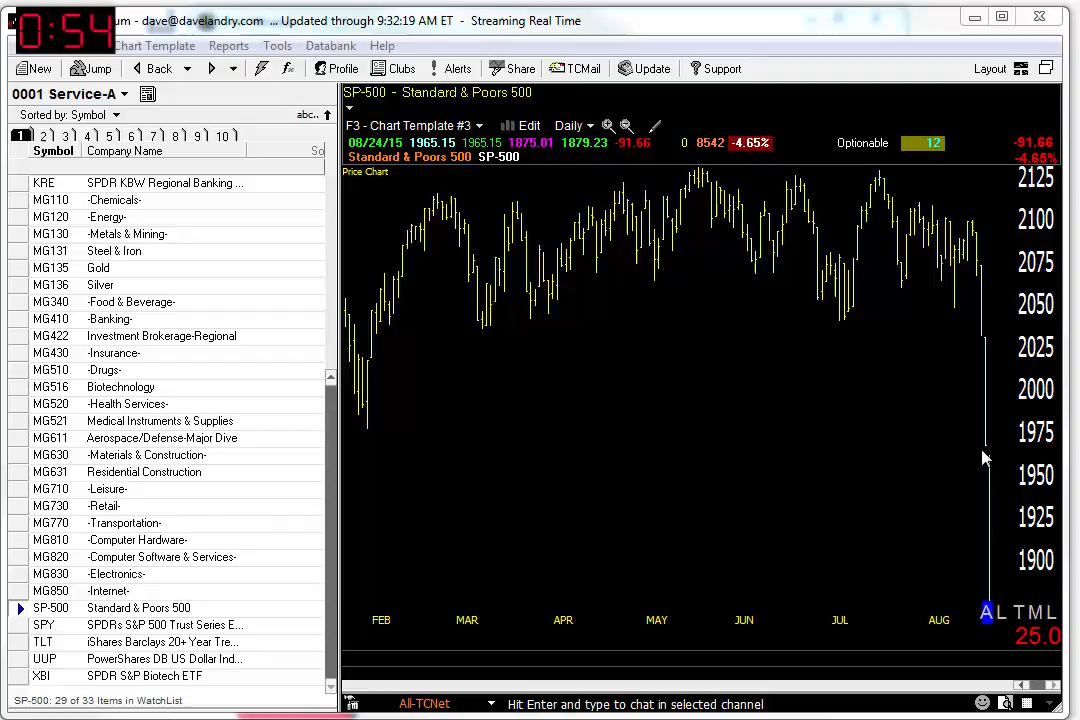 0:54
um - dave@davelandry.com ... Updated through 9:32:19 AM ET - Streaming Real Time
Chart Template Reports Tools Databank Help
New Jump Back Profile Clubs Alerts Share TCMail Update Support Layout
0001 Service-A
Sorted by: Symbol abc..
1 2 3 4 5 6 7 8 9 10
Symbol Company Name So
KRE SPDR KBW Regional Banking ...
MG110 -Chemicals-
MG120 -Energy-
MG130 -Metals & Mining-
MG131 Steel & Iron
MG135 Gold
MG136 Silver
MG340 -Food & Beverage-
MG410 -Banking-
MG422 Investment Brokerage-Regional
MG430 -Insurance-
MG510 -Drugs-
MG516 Biotechnology
MG520 -Health Services-
MG521 Medical Instruments & Supplies
MG611 Aerospace/Defense-Major Dive
MG630 -Materials & Construction-
MG631 Residential Construction
MG710 -Leisure-
MG730 -Retail-
MG770 -Transportation-
MG810 -Computer Hardware-
MG820 -Computer Software & Services-
MG830 -Electronics-
MG850 -Internet-
SP-500 Standard & Poors 500
SPY SPDRs S&P 500 Trust Series E...
TLT iShares Barclays 20+ Year Tre...
UUP PowerShares DB US Dollar Ind...
XBI SPDR S&P Biotech ETF
SP-500: 29 of 33 Items in WatchList
SP-500 - Standard & Poors 500
F3 - Chart Template #3 Edit Daily
08/24/15 1965.15 1965.15 1875.01 1879.23 -91.66 0 8542 -4.65% Optionable 12 -91.66
Standard & Poors 500 SP-500 -4.65%
Price Chart
2125
2100
2075
2050
2025
2000
1975
1950
1925
1900
A L T M L
FEB MAR APR MAY JUN JUL AUG
25.0
All-TCNet Hit Enter and type to chat in selected channel